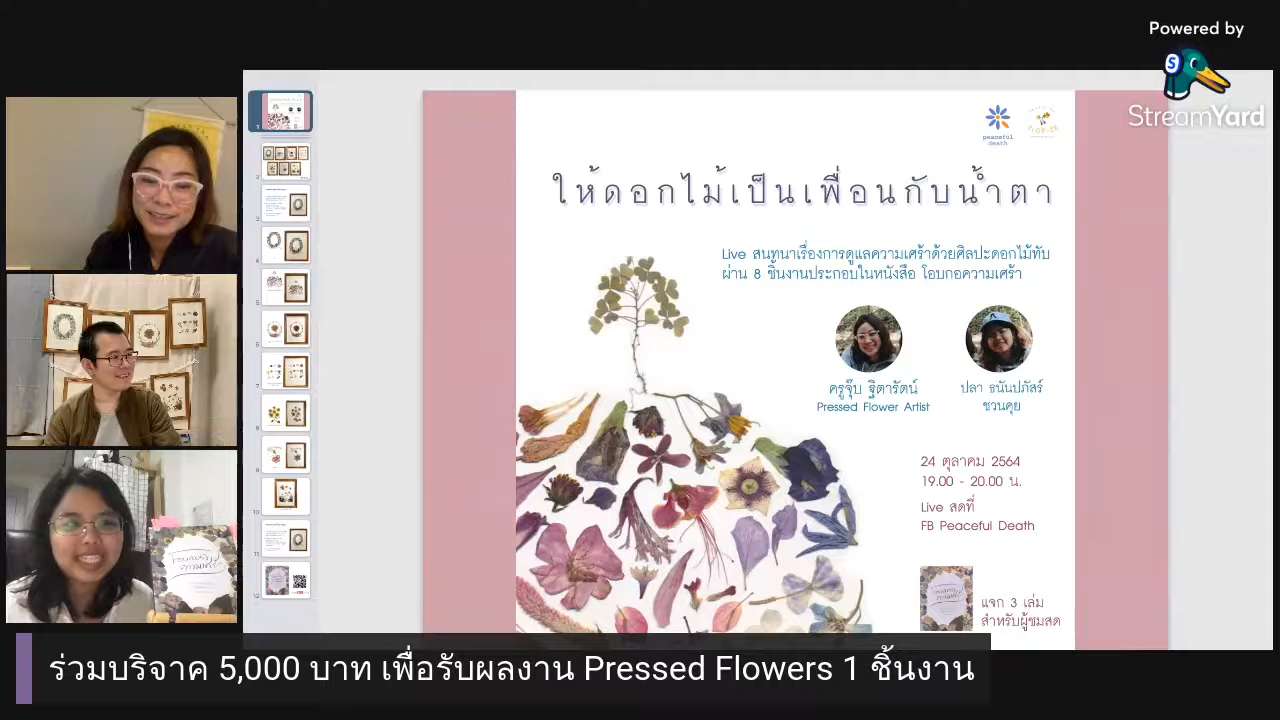 Powered by
StreamYard
peaceful
death
ให้ดอกไม้เป็นเพื่อนกับน้ำตา
Live สนทนาเรื่องการดูแลความเศร้าด้วยศิลปะดอกไม้ทับ
ผ่าน 8 ชิ้นงานประกอบในหนังสือ โอบกอดความเศร้า
ครูจุ๊บ ฐิตารัตน์
Pressed Flower Artist
ปลา ธนันปภัสร์
ชวนคุย
24 ตุลาคม 2564
19.00 - 20.00 น.
Live สดที่
FB Peaceful Death
แจก 3 เล่ม
สำหรับผู้ชมสด
ร่วมบริจาค 5,000 บาท เพื่อรับผลงาน Pressed Flowers 1 ชิ้นงาน